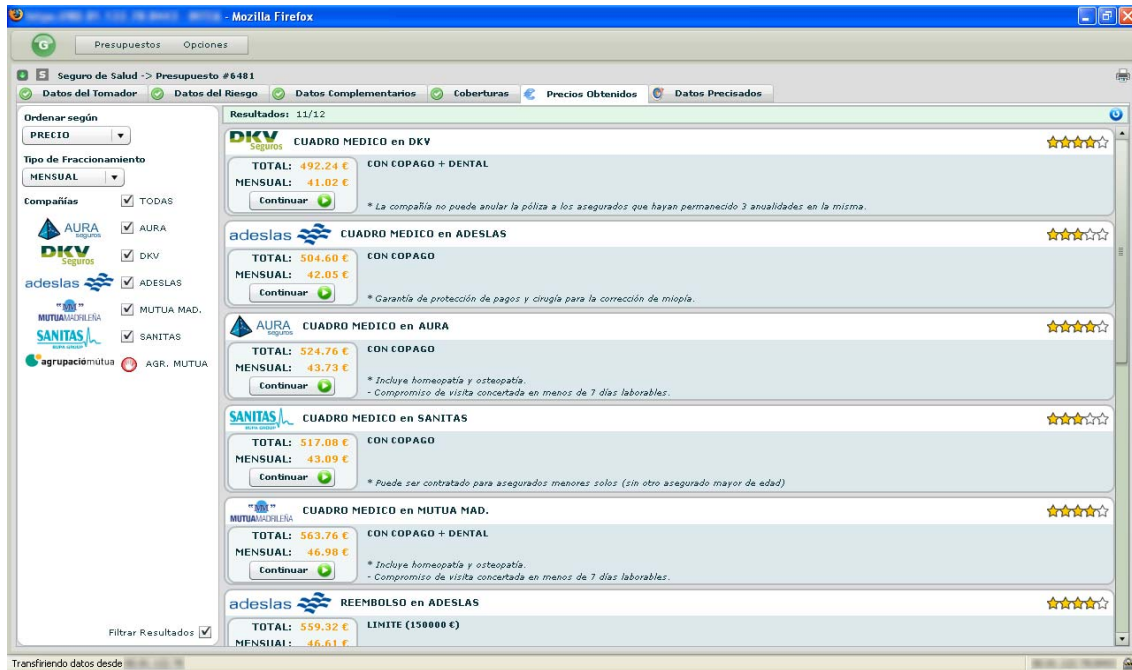 - Mozilla Firefox
G
Presupuestos Opciones
S Seguro de Salud -> Presupuesto #6481
Datos del Tomador Datos del Riesgo Datos Complementarios Coberturas € Precios Obtenidos Datos Precisados
Ordenar según
PRECIO
Tipo de Fraccionamiento
MENSUAL
Compañías TODAS
AURA seguros AURA
DKV Seguros DKV
adeslas ADESLAS
"MM" MUTUAMADRILEÑA MUTUA MAD.
SANITAS SANITAS
agrupaciómútua AGR. MUTUA
Filtrar Resultados
Resultados: 11/12
DKV Seguros CUADRO MEDICO en DKV
TOTAL: 492.24 € CON COPAGO + DENTAL
MENSUAL: 41.02 €
Continuar
* La compañía no puede anular la póliza a los asegurados que hayan permanecido 3 anualidades en la misma.
adeslas CUADRO MEDICO en ADESLAS
TOTAL: 504.60 € CON COPAGO
MENSUAL: 42.05 €
Continuar
* Garantía de protección de pagos y cirugía para la corrección de miopía.
AURA seguros CUADRO MEDICO en AURA
TOTAL: 524.76 € CON COPAGO
MENSUAL: 43.73 €
Continuar
* Incluye homeopatía y osteopatía.
- Compromiso de visita concertada en menos de 7 días laborables.
SANITAS CUADRO MEDICO en SANITAS
TOTAL: 517.08 € CON COPAGO
MENSUAL: 43.09 €
Continuar
* Puede ser contratado para asegurados menores solos (sin otro asegurado mayor de edad)
"MM" MUTUAMADRILEÑA CUADRO MEDICO en MUTUA MAD.
TOTAL: 563.76 € CON COPAGO + DENTAL
MENSUAL: 46.98 €
Continuar
* Incluye homeopatía y osteopatía.
- Compromiso de visita concertada en menos de 7 días laborables.
adeslas REEMBOLSO en ADESLAS
TOTAL: 559.32 € LIMITE (150000 €)
MENSUAL: 46.61 €
Transfiriendo datos desde